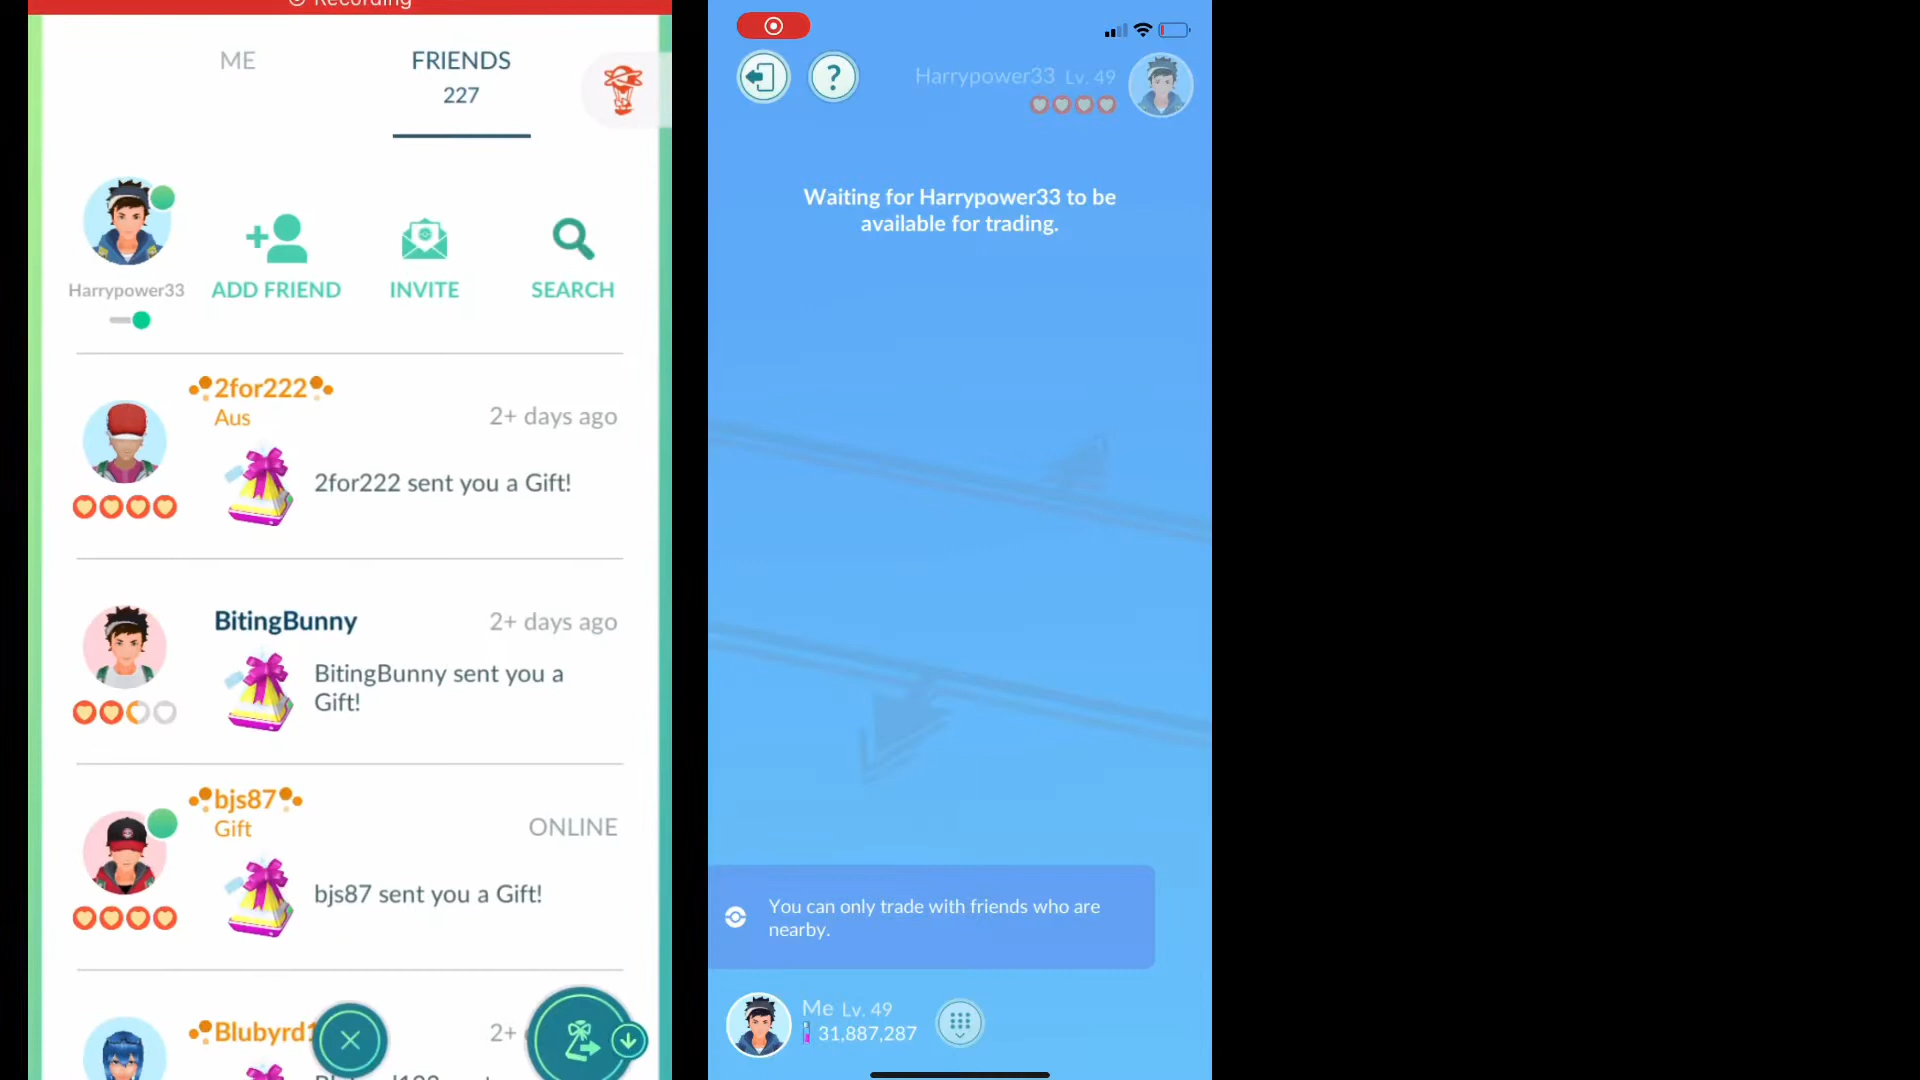 Recording
ME
FRIENDS
227
Harrypower33
ADD FRIEND
INVITE
SEARCH
2for222
Aus
2+ days ago
2for222 sent you a Gift!
BitingBunny
2+ days ago
BitingBunny sent you a
Gift!
bjs87
Gift
ONLINE
bjs87 sent you a Gift!
2+
?
Harrypower33 Lv. 49
Waiting for Harrypower33 to be
available for trading.
You can only trade with friends who are
nearby.
Me Lv. 49
31,887,287